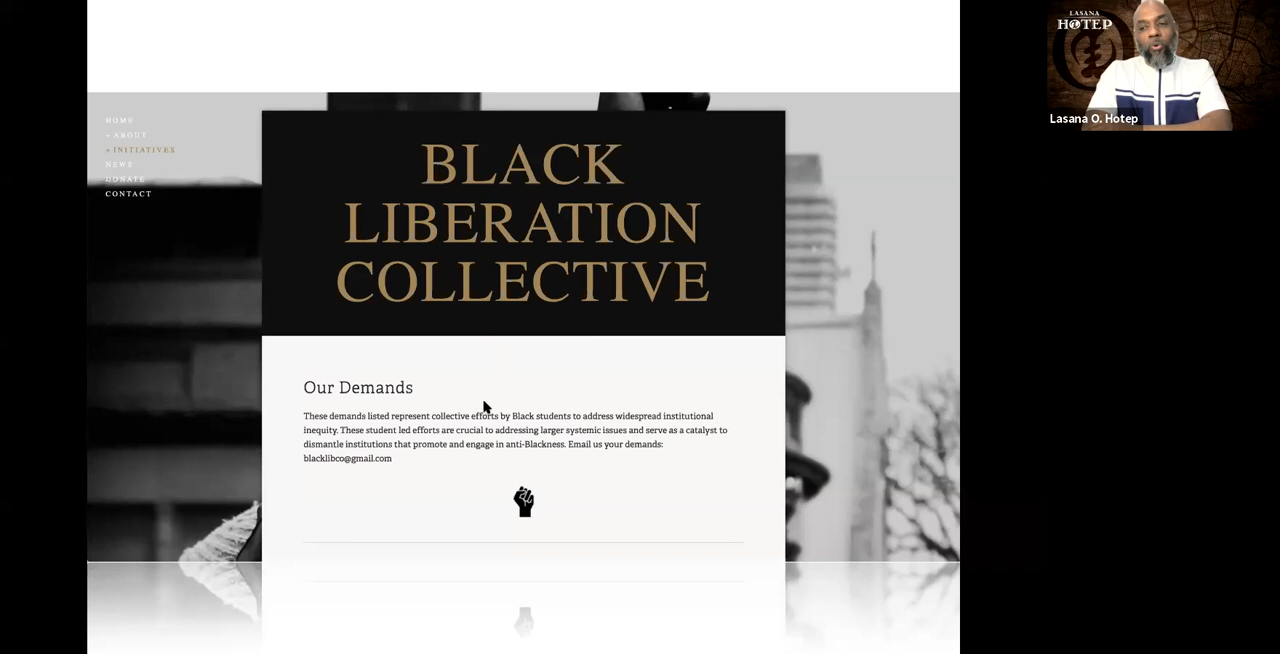 HOME
+ ABOUT
+ INITIATIVES
NEWS
DONATE
CONTACT
BLACK
LIBERATION
COLLECTIVE
Our Demands
These demands listed represent collective efforts by Black students to address widespread institutional
inequity. These student led efforts are crucial to addressing larger systemic issues and serve as a catalyst to
dismantle institutions that promote and engage in anti-Blackness. Email us your demands:
blacklibco@gmail.com
LASANA
HOTEP
Lasana O. Hotep